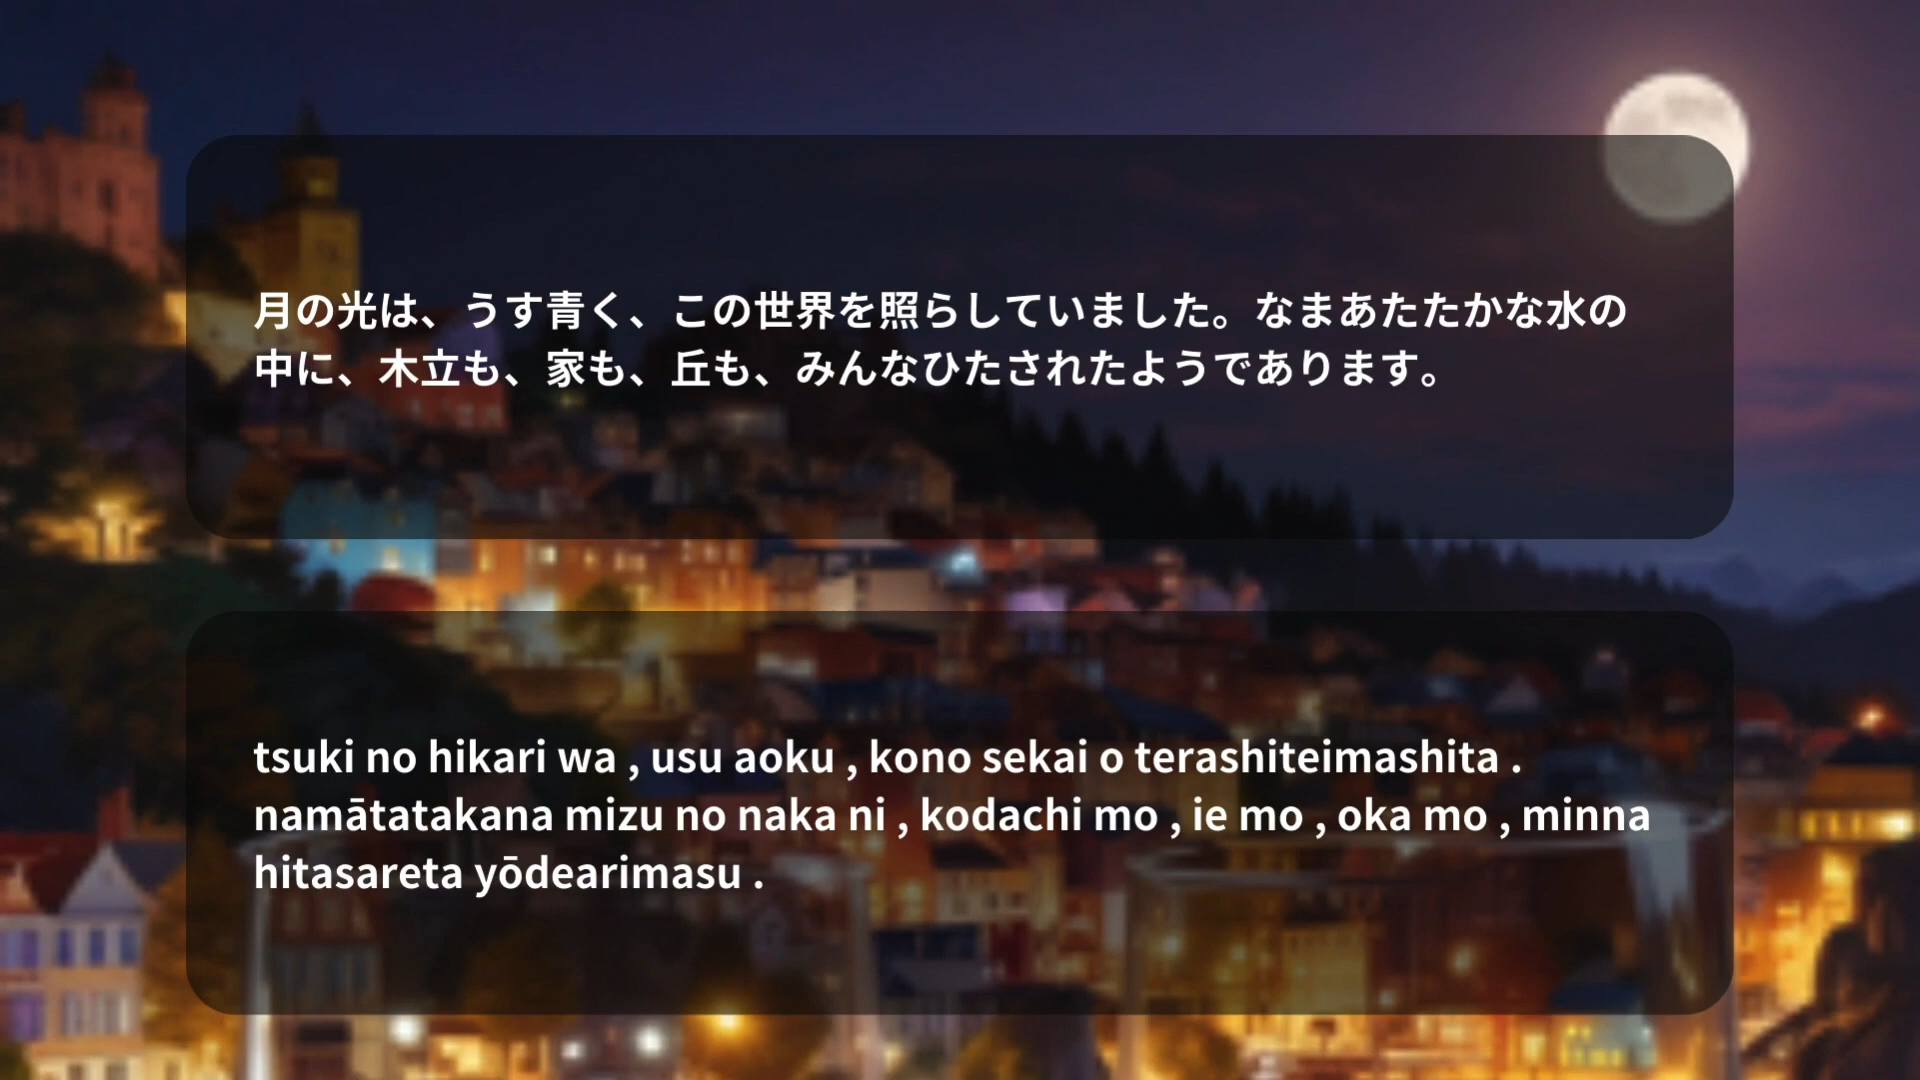 月の光は、うす青く、この世界を照らしていました。なまあたたかな水の
中に、木立も、家も、丘も、みんなひたされたようであります。
tsuki no hikari wa , usu aoku , kono sekai o terashiteimashita .
namātatakana mizu no naka ni , kodachi mo , ie mo , oka mo , minna
hitasareta yōdearimasu .